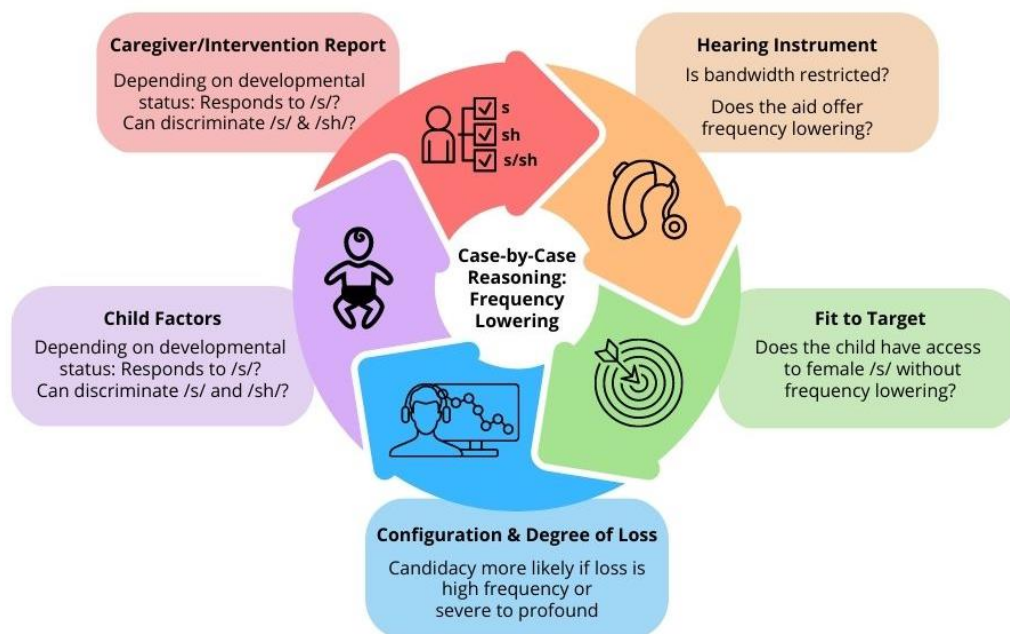 Caregiver/Intervention Report
Depending on developmental
status: Responds to /s/?
Can discriminate /s/ & /sh/?
s
sh
s/sh
Hearing Instrument
Is bandwidth restricted?
Does the aid offer
frequency lowering?
Case-by-Case
Reasoning:
Frequency
Lowering
Child Factors
Depending on developmental
status: Responds to /s/?
Can discriminate /s/ and /sh/?
Fit to Target
Does the child have access
to female /s/ without
frequency lowering?
Configuration & Degree of Loss
Candidacy more likely if loss is
high frequency or
severe to profound